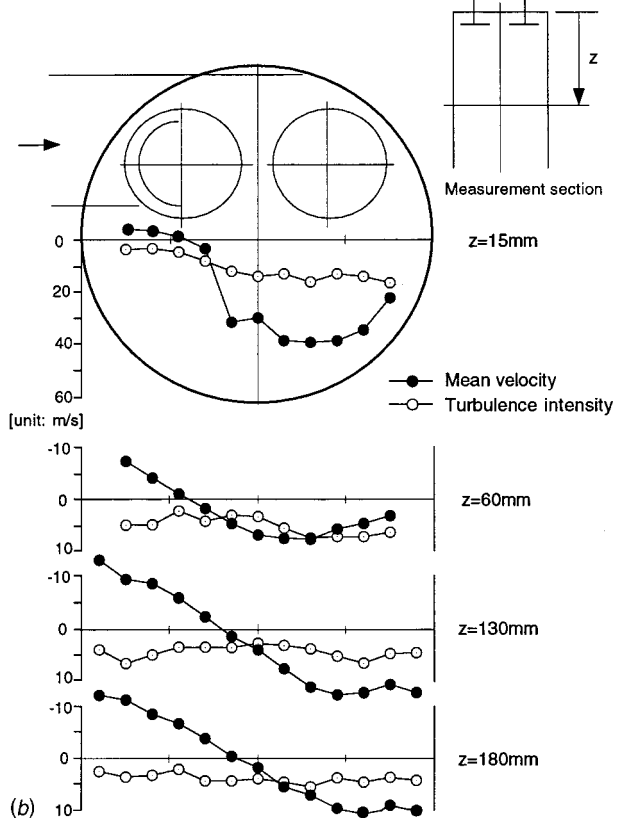 z
Measurement section
z=15mm
0
20
40
60
[unit: m/s]
Mean velocity
Turbulence intensity
-10
0
10
z=60mm
-10
0
10
z=130mm
-10
0
10
z=180mm
(b)